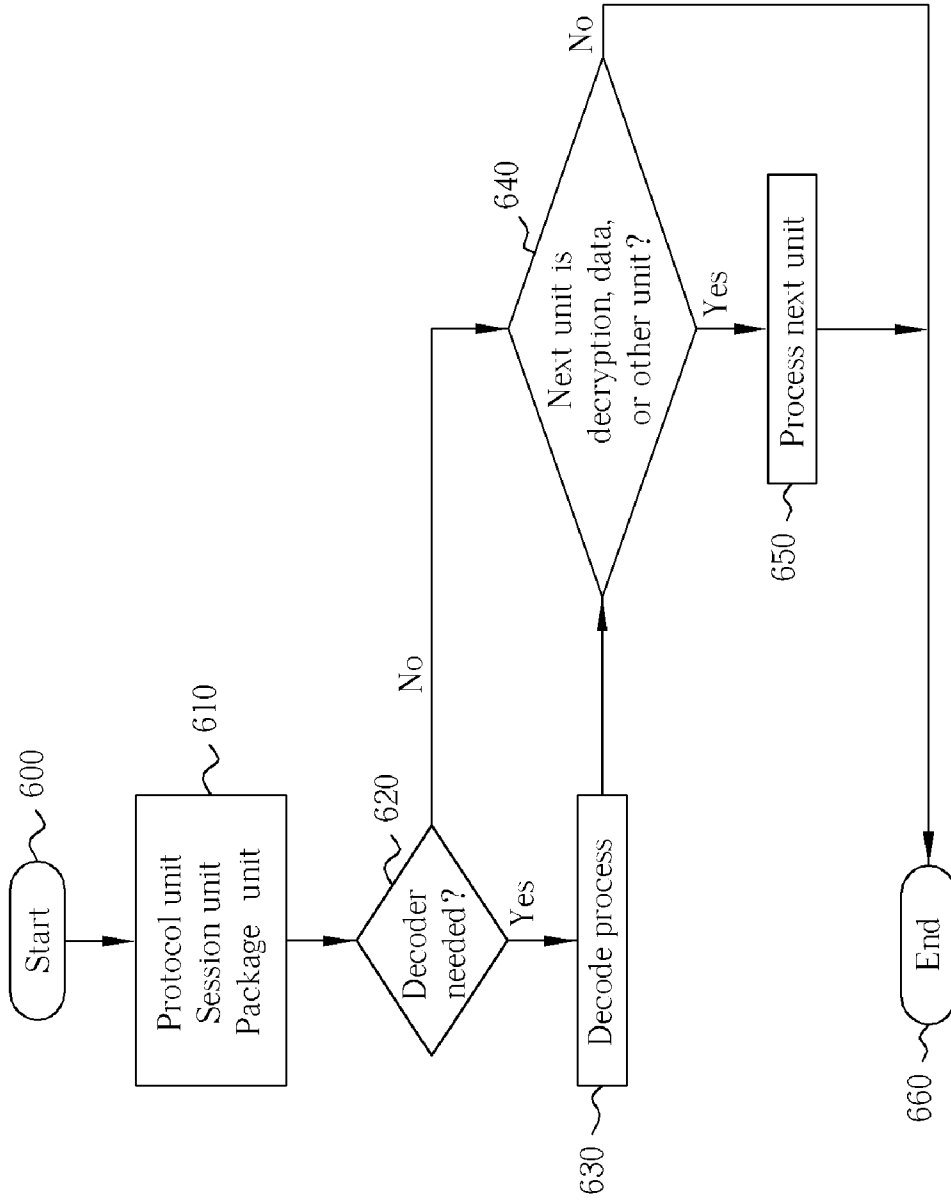 Start
600
Protocol unit
Session unit
Package unit
610
Decoder
needed?
620
No
Yes
Decode process
630
Next unit is
decryption, data,
or other unit?
640
No
Yes
Process next unit
650
End
660